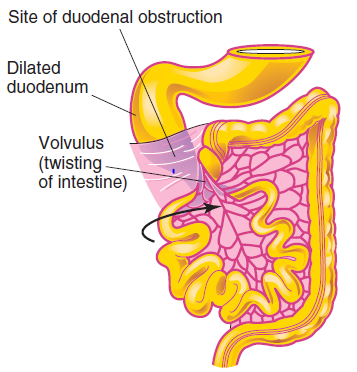 Site of duodenal obstruction
Dilated
duodenum
Volvulus
(twisting
of intestine)